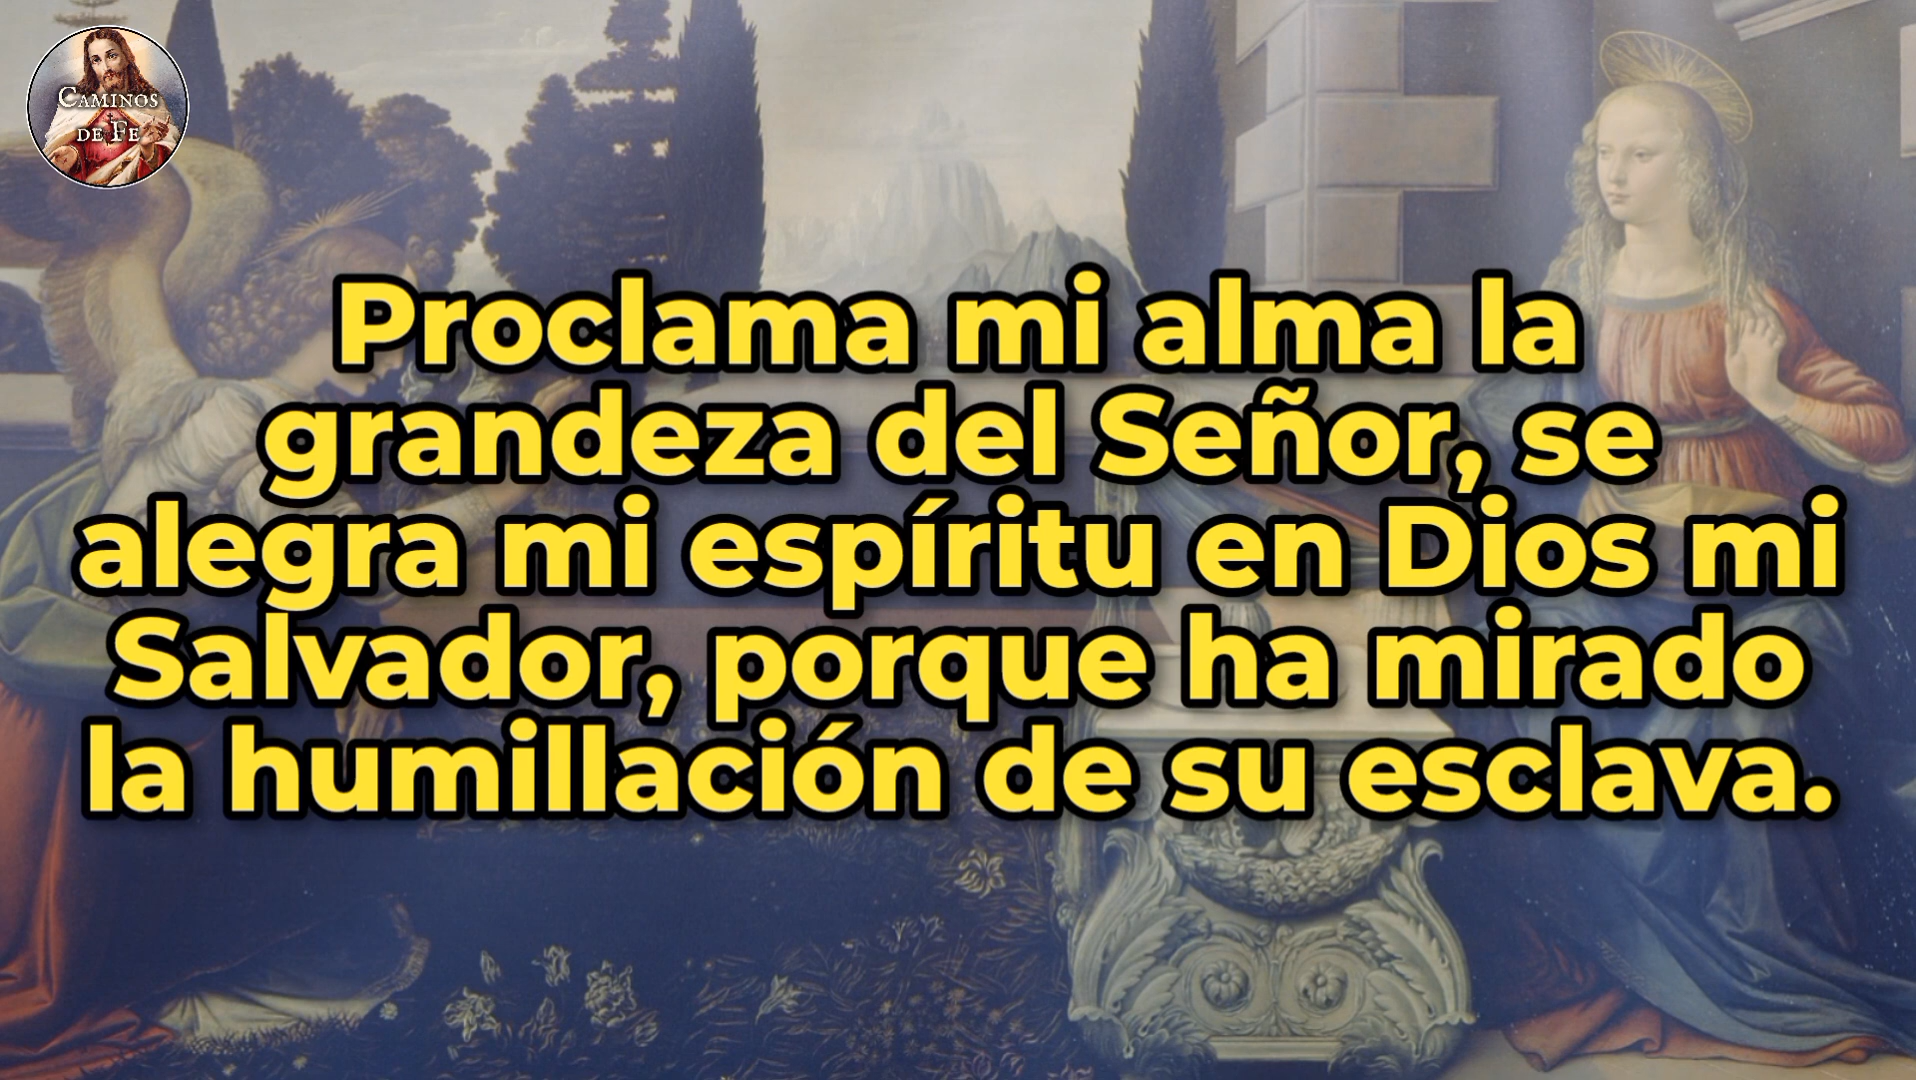 CAMINOS
DE FE
Proclama mi alma la
grandeza del Señor, se
alegra mi espíritu en Dios mi
Salvador, porque ha mirado
la humillación de su esclava.